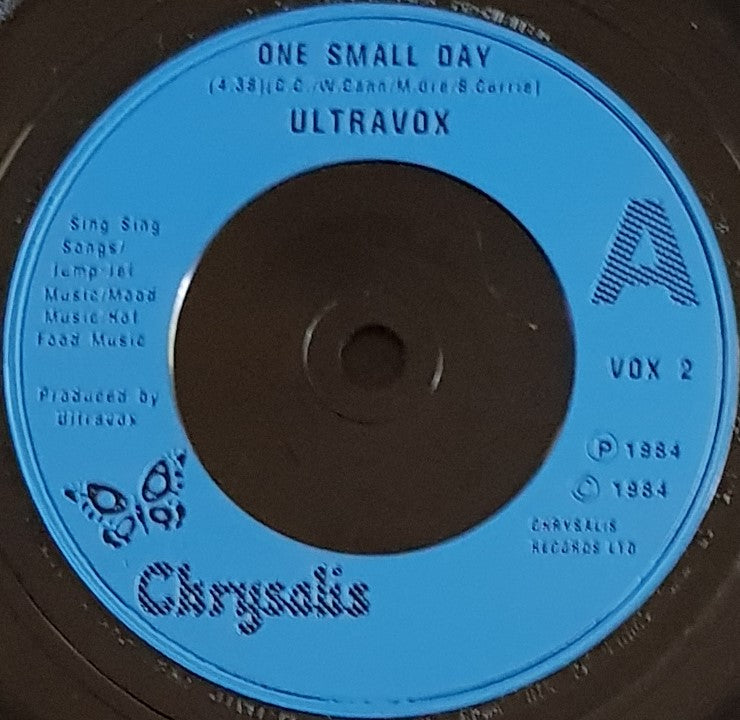 ONE SMALL DAY
(4.38)(C.C./W.Cann/M.Ure/B.Currie)
ULTRAVOX
Sing Sing
Songs/
Jump-Jet
Music/Mood
Music Hot
Food Music
Produced by
Ultravox
A
VOX 2
Ⓟ 1984
© 1984
CHRYSALIS
RECORDS LTD
Chrysalis